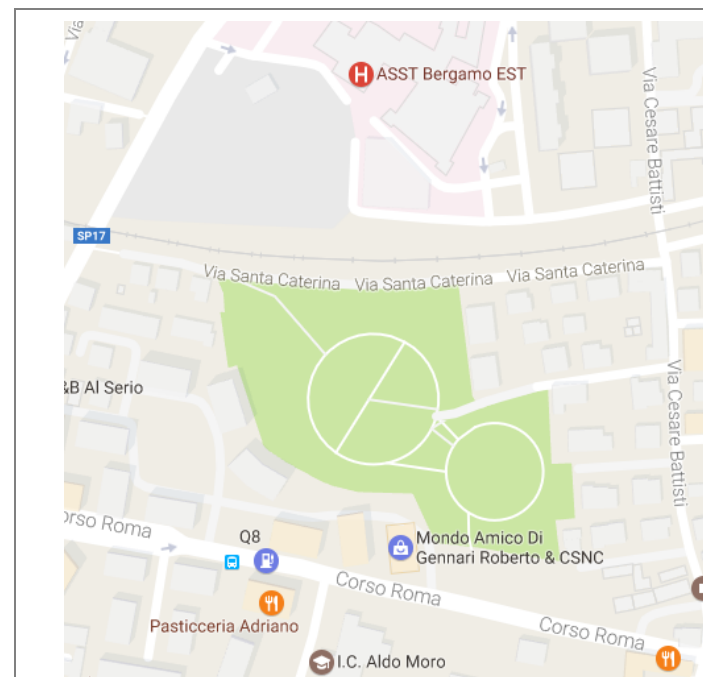 Via
H ASST Bergamo EST
Via Cesare Battisti
SP17
Via Santa Caterina Via Santa Caterina Via Santa Caterina
&B Al Serio
Via Cesare Battisti
orso Roma
Q8
Mondo Amico Di
Gennari Roberto & CSNC
Corso Roma
Pasticceria Adriano
Corso Roma
I.C. Aldo Moro